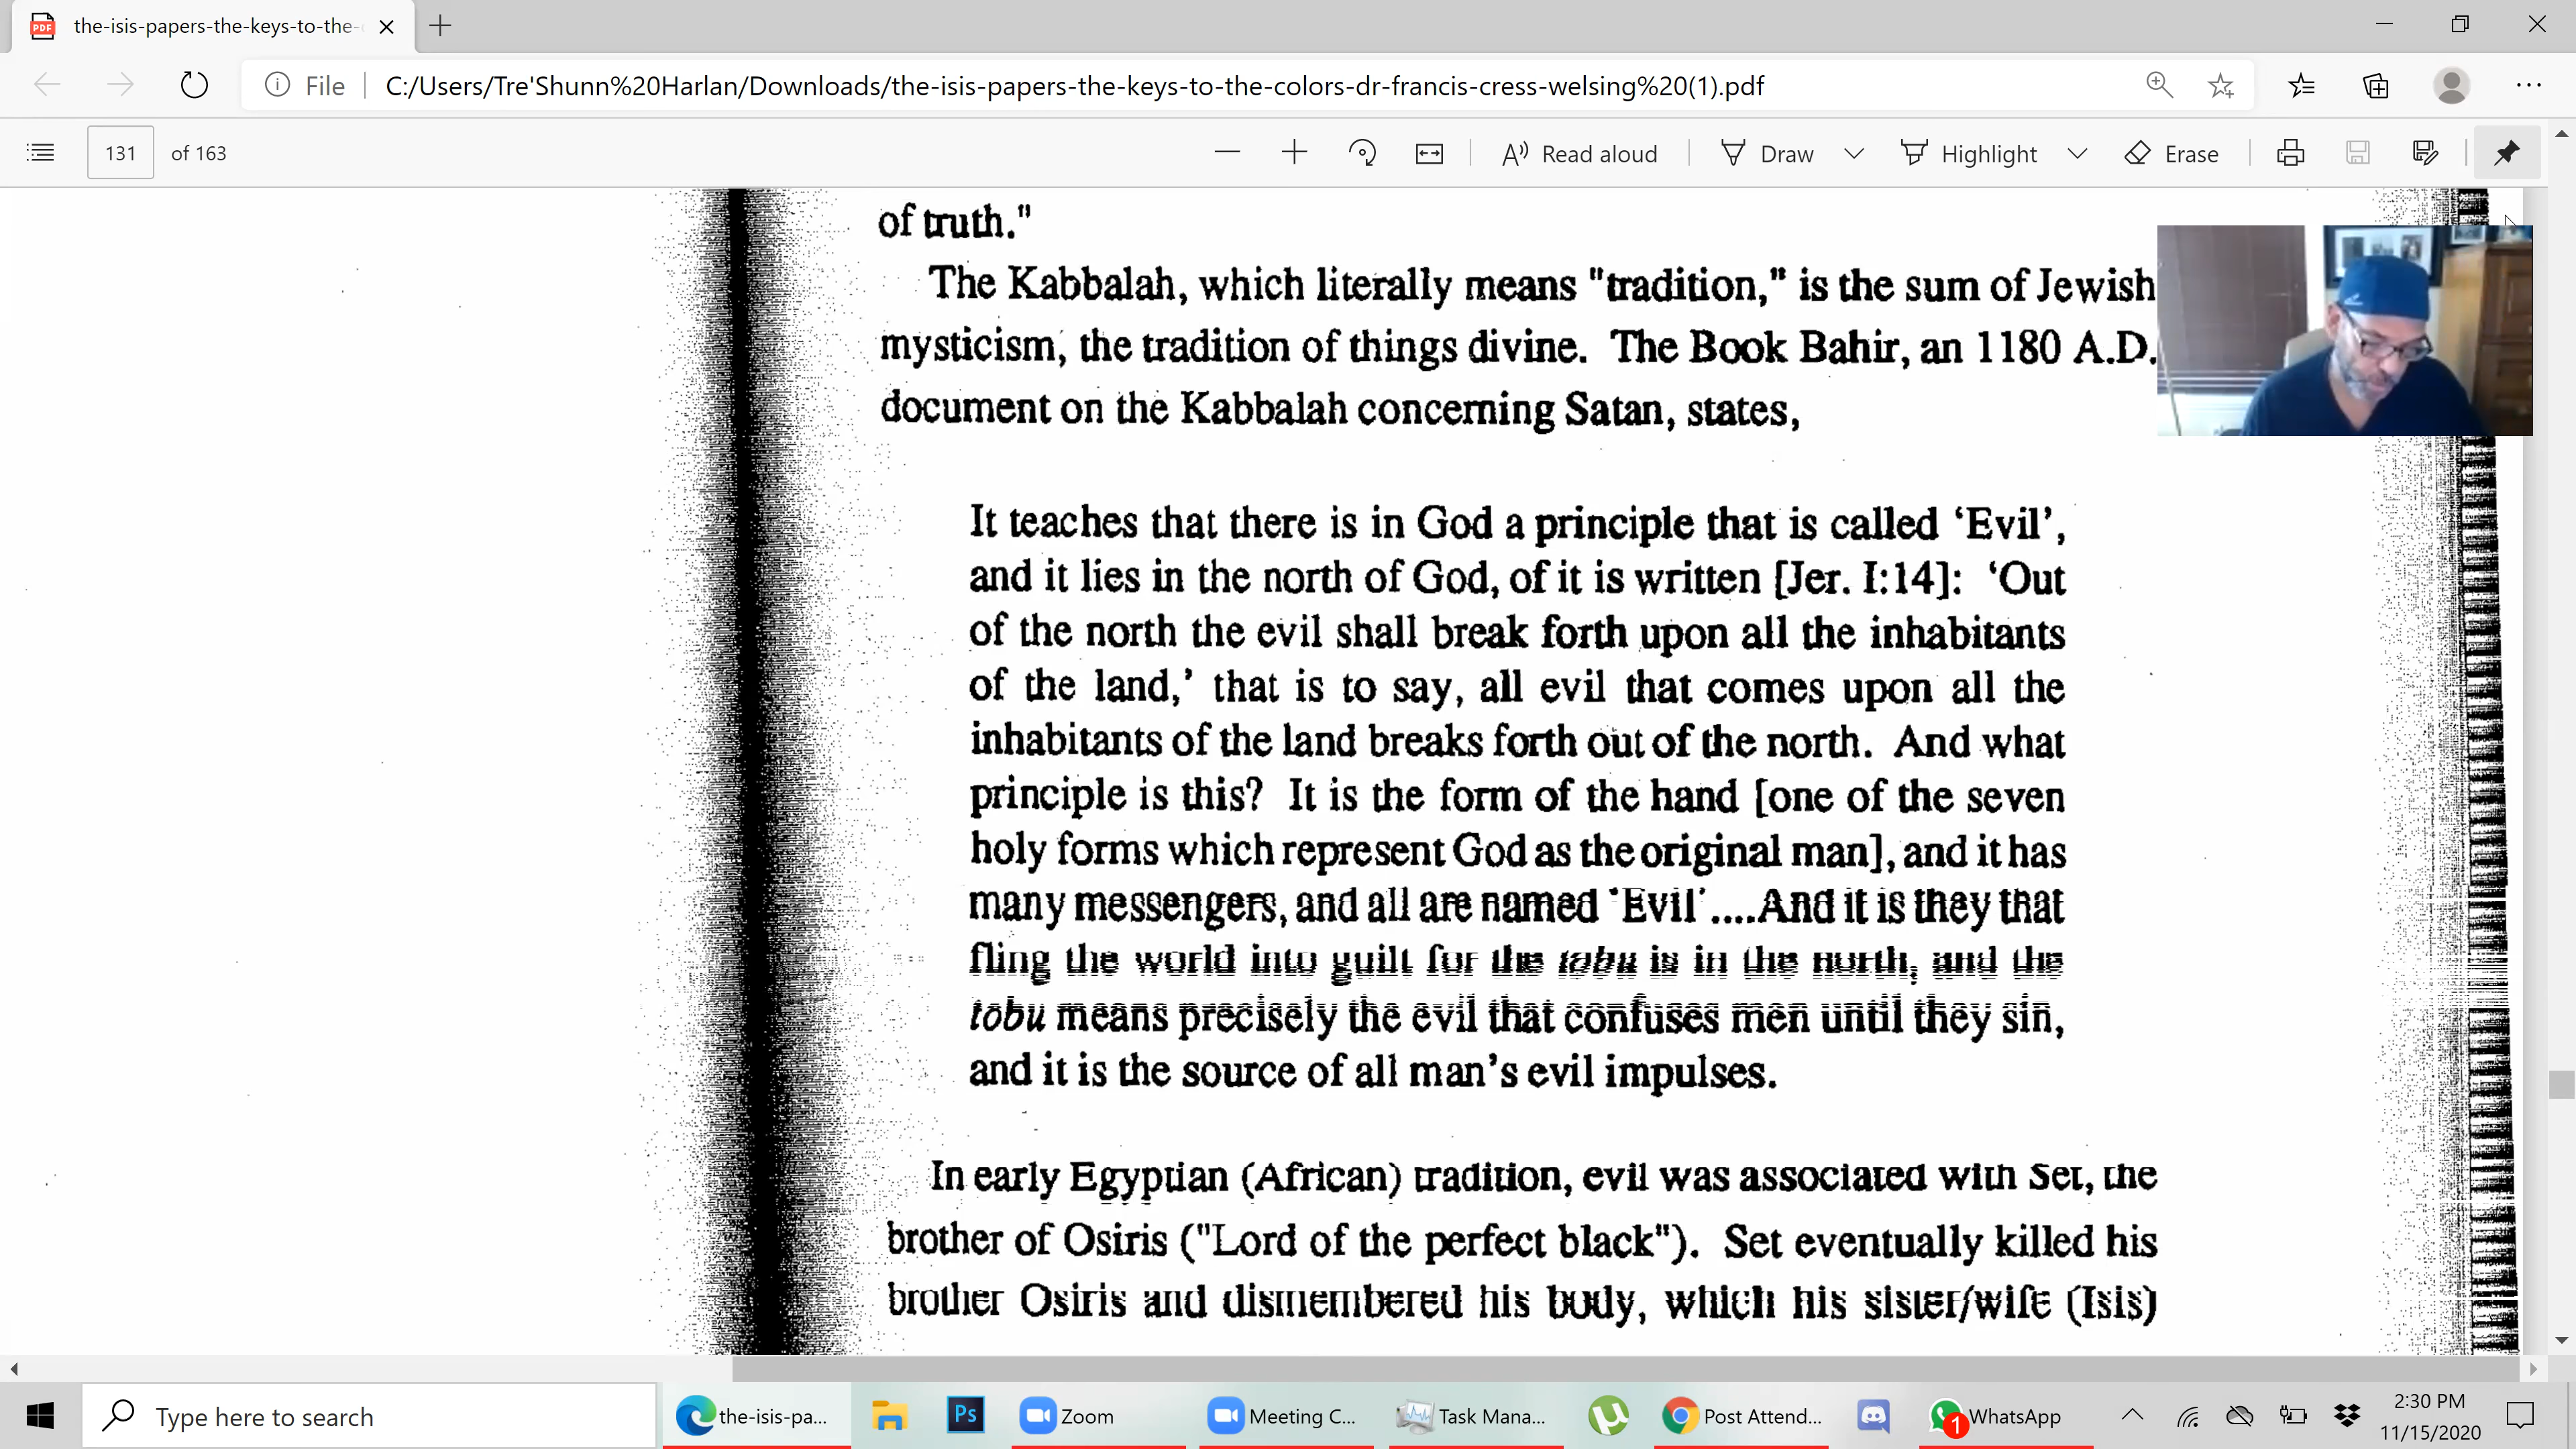 the-isis-papers-the-keys-to-the-
File
C:/Users/Tre'Shunn%20Harlan/Downloads/the-isis-papers-the-keys-to-the-colors-dr-francis-cress-welsing%20(1).pdf
131 of 163
Read aloud
Draw
Highlight
Erase
of truth."
The Kabbalah, which literally means "tradition," is the sum of Jewish
mysticism, the tradition of things divine. The Book Bahir, an 1180 A.D.
document on the Kabbalah concerning Satan, states,
It teaches that there is in God a principle that is called ‘Evil’,
and it lies in the north of God, of it is written [Jer. I:14]: ‘Out
of the north the evil shall break forth upon all the inhabitants
of the land,’ that is to say, all evil that comes upon all the
inhabitants of the land breaks forth out of the north. And what
principle is this? It is the form of the hand [one of the seven
holy forms which represent God as the original man], and it has
many messengers, and all are named ‘Evil’....And it is they that
fling the world into guilt for the tobu is in the north, and the
tobu means precisely the evil that confuses men until they sin,
and it is the source of all man’s evil impulses.
In early Egyptian (African) tradition, evil was associated with Set, the
brother of Osiris ("Lord of the perfect black"). Set eventually killed his
brother Osiris and dismembered his body, which his sister/wife (Isis)
Type here to search
the-isis-pa...
Ps
Zoom
Meeting C...
Task Mana...
Post Attend...
1
WhatsApp
2:30 PM
11/15/2020